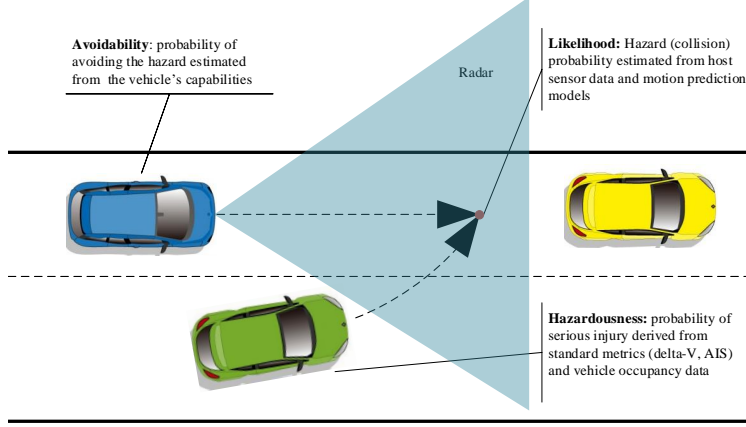 Avoidability: probability of
avoiding the hazard estimated
from the vehicle's capabilities
Radar
Likelihood: Hazard (collision)
probability estimated from host
sensor data and motion prediction
models
Hazardousness: probability of
serious injury derived from
standard metrics (delta-V, AIS)
and vehicle occupancy data